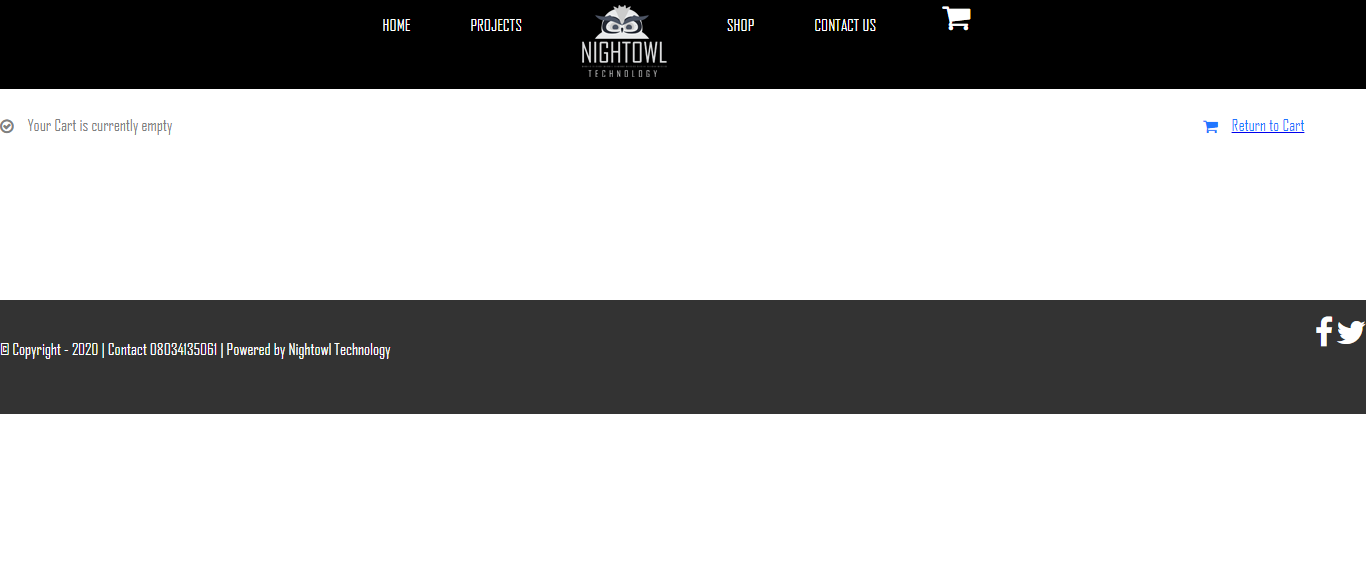 HOME PROJECTS SHOP CONTACT US
NIGHTOWL
TECHNOLOGY
Your Cart is currently empty Return to Cart
© Copyright - 2020 | Contact 08034135061 | Powered by Nightowl Technology